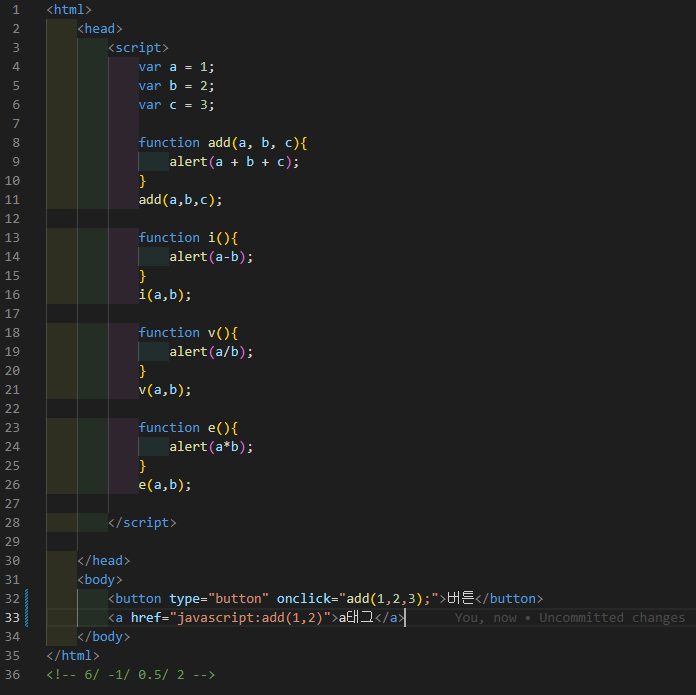 1 <html>
2 <head>
3 <script>
4 var a = 1;
5 var b = 2;
6 var c = 3;
7
8 function add(a, b, c){
9 alert(a + b + c);
10 }
11 add(a,b,c);
12
13 function i(){
14 alert(a-b);
15 }
16 i(a,b);
17
18 function v(){
19 alert(a/b);
20 }
21 v(a,b);
22
23 function e(){
24 alert(a*b);
25 }
26 e(a,b);
27
28 </script>
29
30 </head>
31 <body>
32 <button type="button" onclick="add(1,2,3);">버튼</button>
33 <a href="javascript:add(1,2)">a태그</a> You, now • Uncommitted changes
34 </body>
35 </html>
36 <!-- 6/ -1/ 0.5/ 2 -->